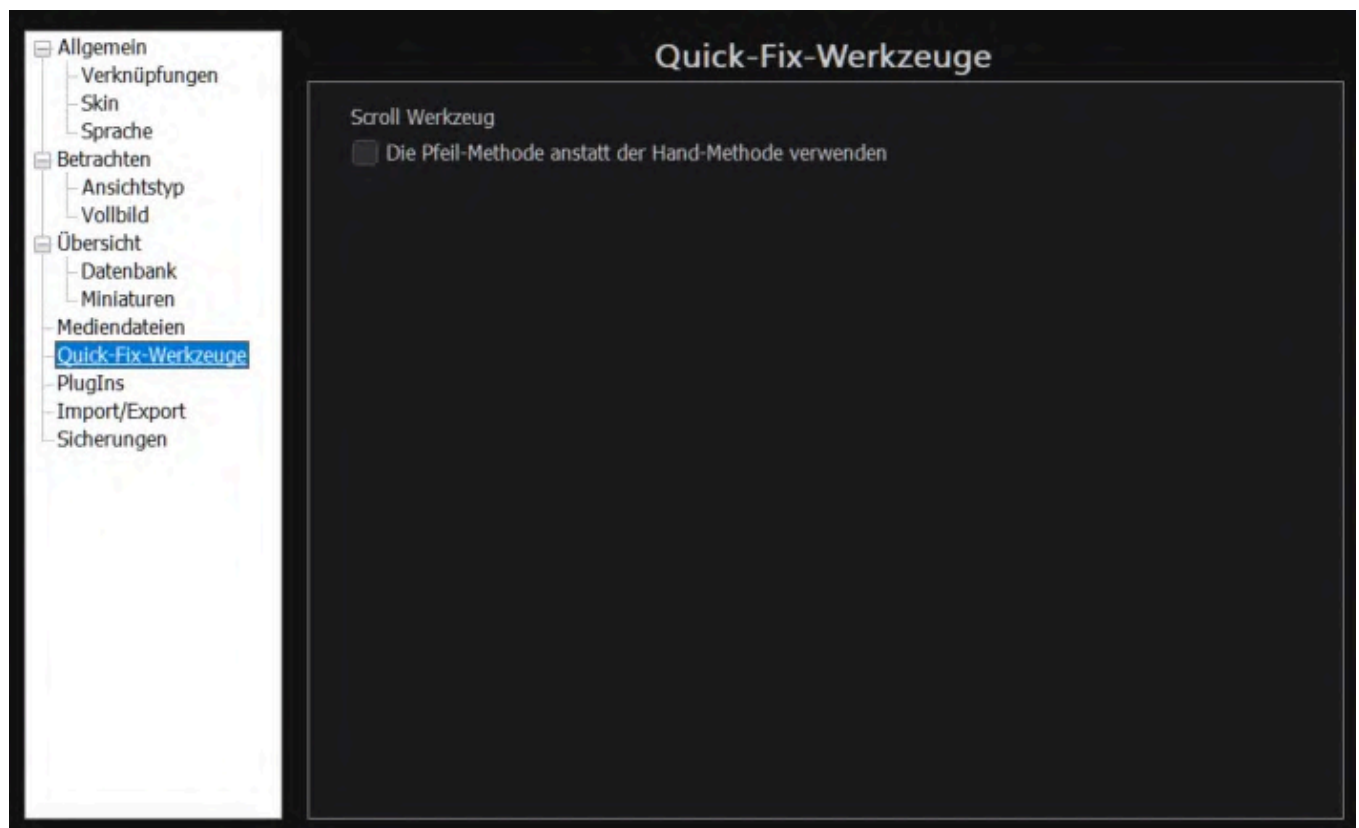 Allgemein
Verknüpfungen
Skin
Sprache
Betrachten
Ansichtstyp
Vollbild
Übersicht
Datenbank
Miniaturen
Mediendateien
Quick-Fix-Werkzeuge
PlugIns
Import/Export
Sicherungen
Quick-Fix-Werkzeuge
Scroll Werkzeug
Die Pfeil-Methode anstatt der Hand-Methode verwenden